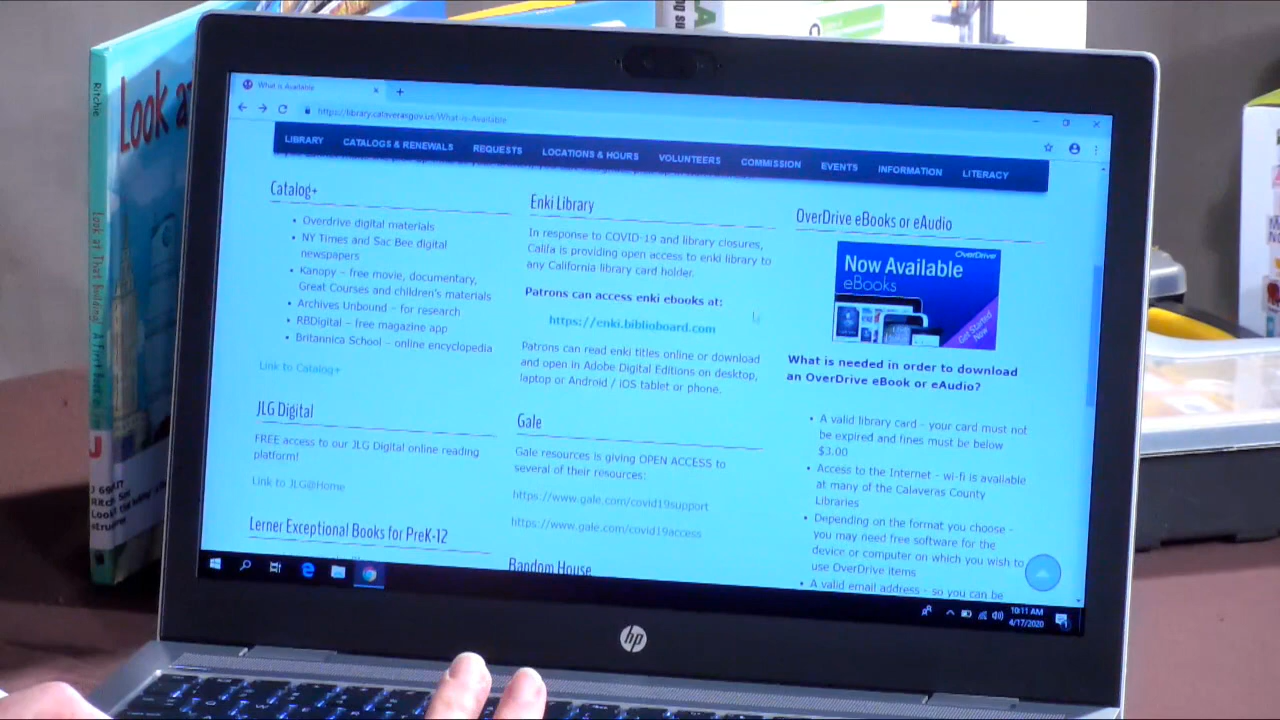 Ritchie
Look at
Look at That Building! A First Book o
J
What is Available
https://library.calaverasgov.us/What-is-Available
LIBRARY CATALOGS & RENEWALS REQUESTS LOCATIONS & HOURS VOLUNTEERS COMMISSION EVENTS INFORMATION LITERACY
Catalog+
Overdrive digital materials
NY Times and Sac Bee digital
newspapers
Kanopy – free movie, documentary,
Great Courses and children's materials
Archives Unbound – for research
RBDigital – free magazine app
Britannica School – online encyclopedia
Link to Catalog+
JLG Digital
FREE access to our JLG Digital online reading
platform!
Link to JLG@Home
Lerner Exceptional Books for PreK-12
Enki Library
In response to COVID-19 and library closures,
Califa is providing open access to enki library to
any California library card holder.
Patrons can access enki ebooks at:
https://enki.biblioboard.com
Patrons can read enki titles online or download
and open in Adobe Digital Editions on desktop,
laptop or Android / iOS tablet or phone.
Gale
Gale resources is giving OPEN ACCESS to
several of their resources:
https://www.gale.com/covid19support
https://www.gale.com/covid19access
Random House
OverDrive eBooks or eAudio
OverDrive
Now Available
eBooks
Get Started
Now
What is needed in order to download
an OverDrive eBook or eAudio?
A valid library card - your card must not
be expired and fines must be below
$3.00
Access to the Internet - wi-fi is available
at many of the Calaveras County
Libraries
Depending on the format you choose -
you may need free software for the
device or computer on which you wish to
use OverDrive items
A valid email address - so you can be
10:11 AM
4/17/2020
hp